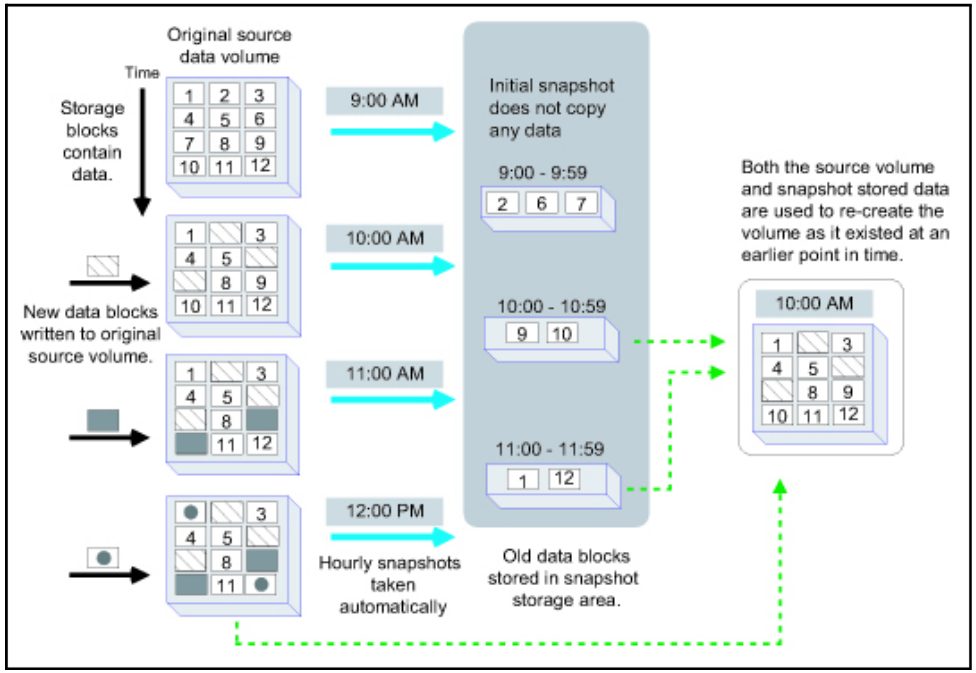 Original source
data volume
Time
Storage
blocks
contain
data.
1 2 3
4 5 6
7 8 9
10 11 12
9:00 AM
Initial snapshot
does not copy
any data
9:00 - 9:59
2 6 7
New data blocks
written to original
source volume.
1 3
4 5
8 9
10 11 12
10:00 AM
10:00 - 10:59
9 10
1 3
4 5
8
11 12
11:00 AM
11:00 - 11:59
1 12
3
4 5
8
11
12:00 PM
Hourly snapshots
taken
automatically
Old data blocks
stored in snapshot
storage area.
Both the source volume
and snapshot stored data
are used to re-create the
volume as it existed at an
earlier point in time.
10:00 AM
1 3
4 5
8 9
10 11 12